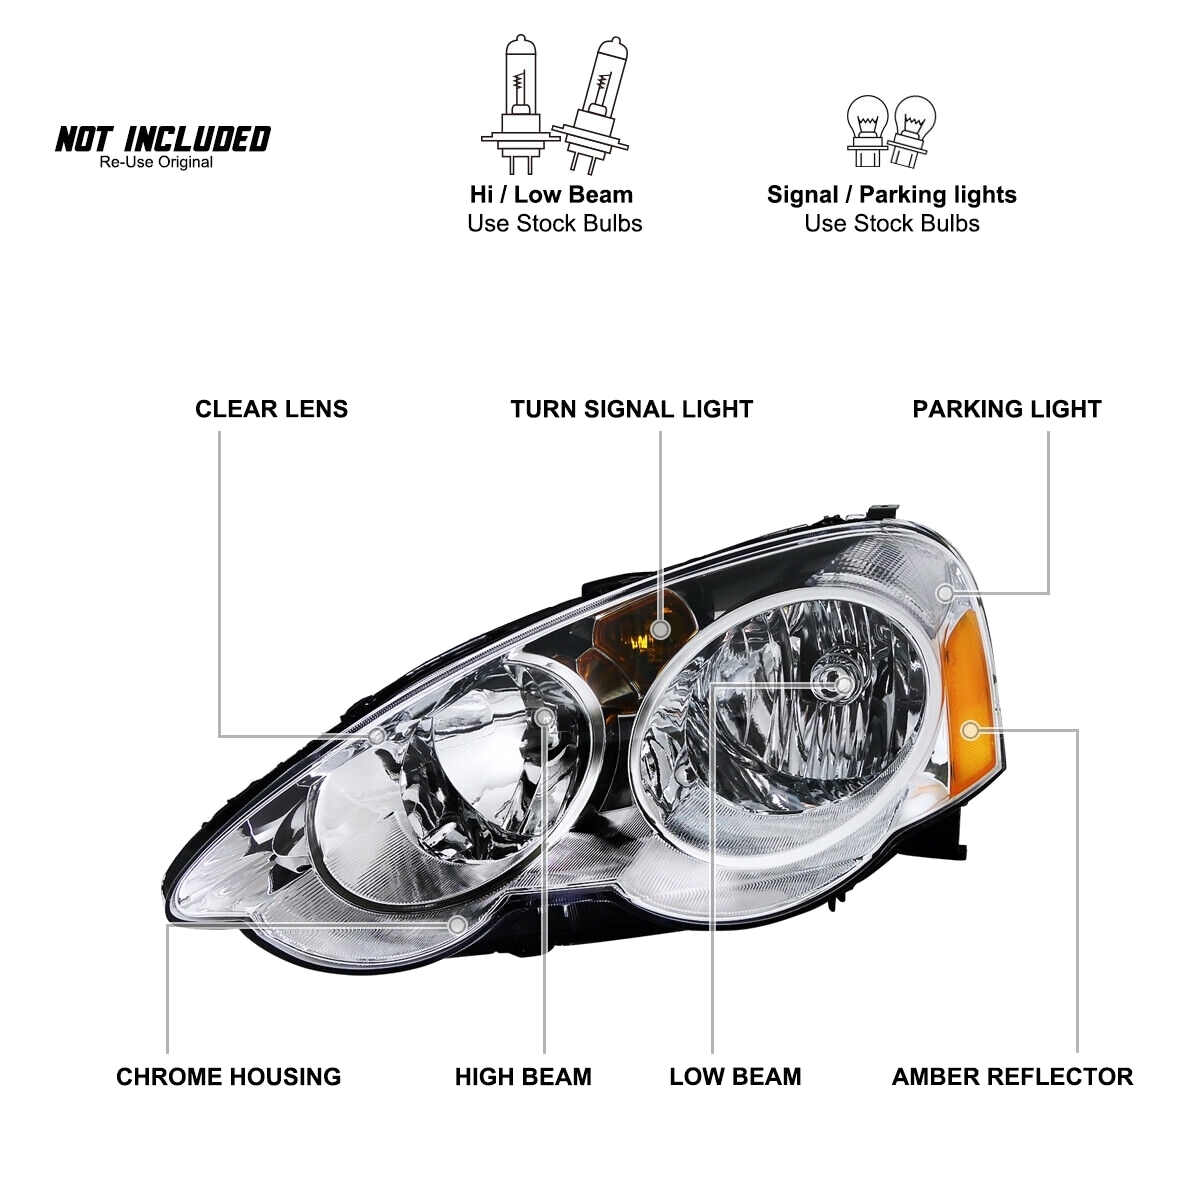 NOT INCLUDED
Re-Use Original
Hi / Low Beam
Use Stock Bulbs
Signal / Parking lights
Use Stock Bulbs
CLEAR LENS
TURN SIGNAL LIGHT
PARKING LIGHT
CHROME HOUSING
HIGH BEAM
LOW BEAM
AMBER REFLECTOR